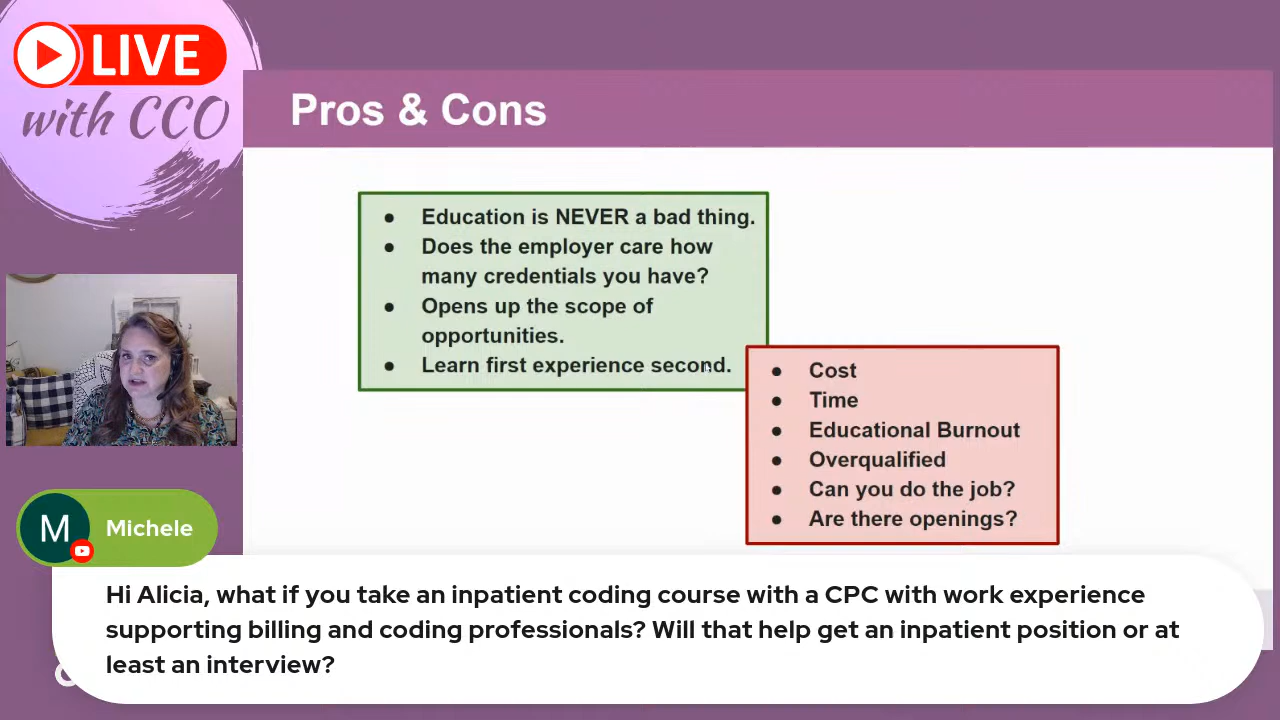 LIVE
with CCO
Pros & Cons
● Education is NEVER a bad thing.
● Does the employer care how
many credentials you have?
● Opens up the scope of
opportunities.
● Learn first experience second.
● Cost
● Time
● Educational Burnout
● Overqualified
● Can you do the job?
● Are there openings?
M Michele
Hi Alicia, what if you take an inpatient coding course with a CPC with work experience
supporting billing and coding professionals? Will that help get an inpatient position or at
least an interview?